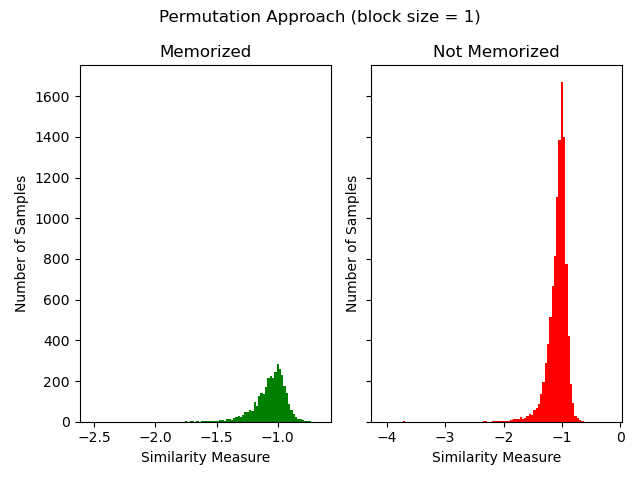 Permutation Approach (block size = 1)
Memorized
Not Memorized
Number of Samples
1600
1400
1200
1000
800
600
400
200
0
−2.5 −2.0 −1.5 −1.0
Similarity Measure
Number of Samples
−4 −3 −2 −1 0
Similarity Measure